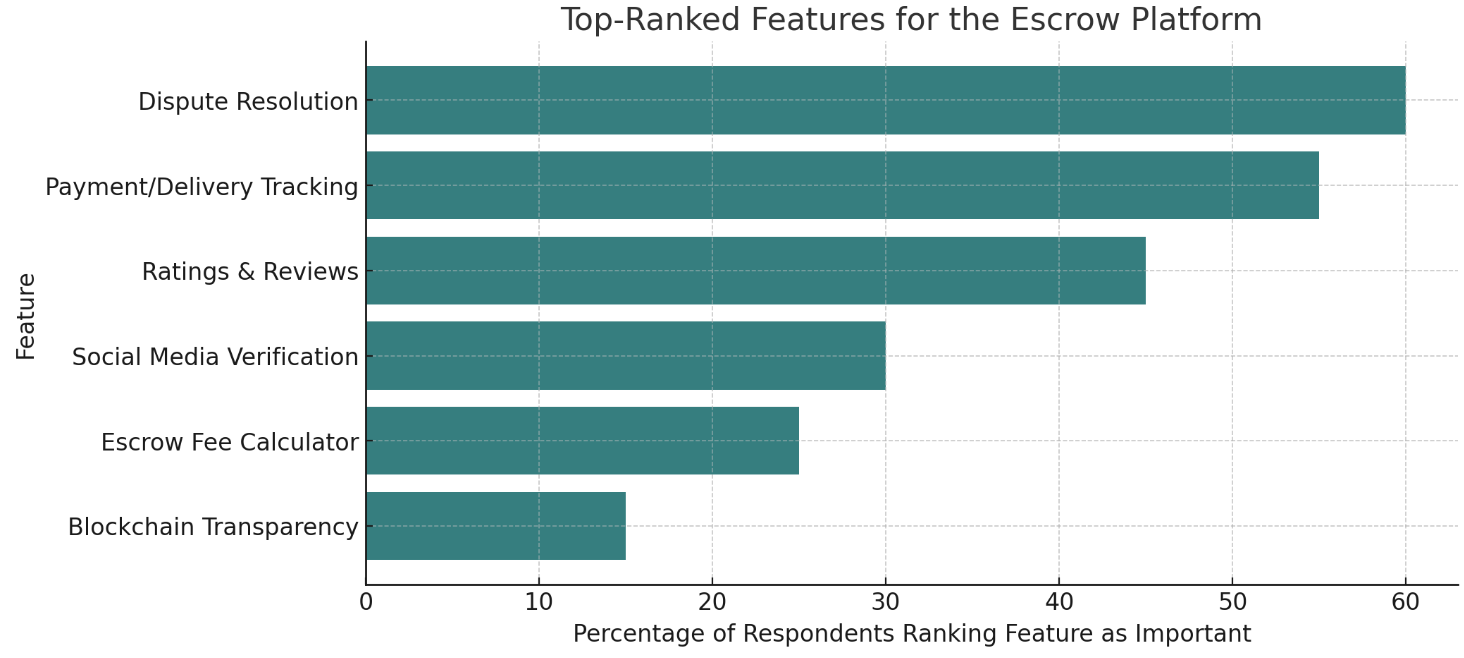 Top-Ranked Features for the Escrow Platform
Feature
Dispute Resolution
Payment/Delivery Tracking
Ratings & Reviews
Social Media Verification
Escrow Fee Calculator
Blockchain Transparency
0 10 20 30 40 50 60
Percentage of Respondents Ranking Feature as Important